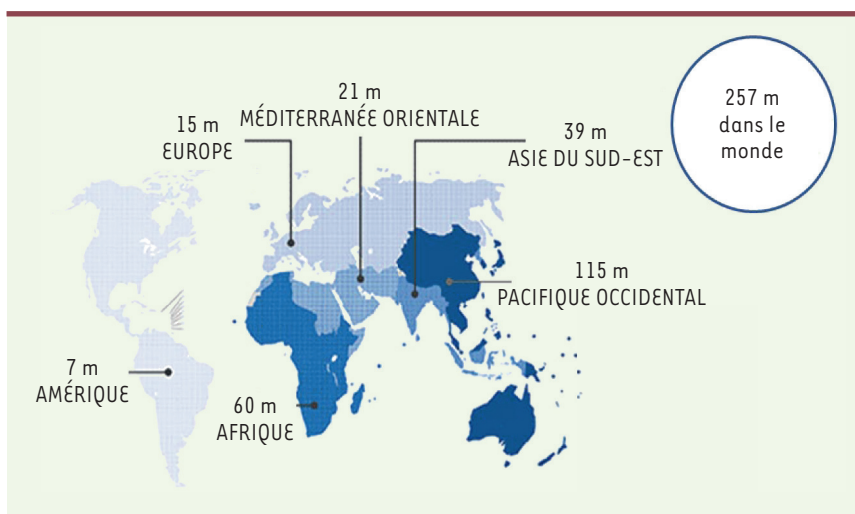 257 m
dans le
monde
21 m
MÉDITERRANÉE ORIENTALE
15 m
EUROPE
39 m
ASIE DU SUD-EST
115 m
PACIFIQUE OCCIDENTAL
7 m
AMÉRIQUE
60 m
AFRIQUE